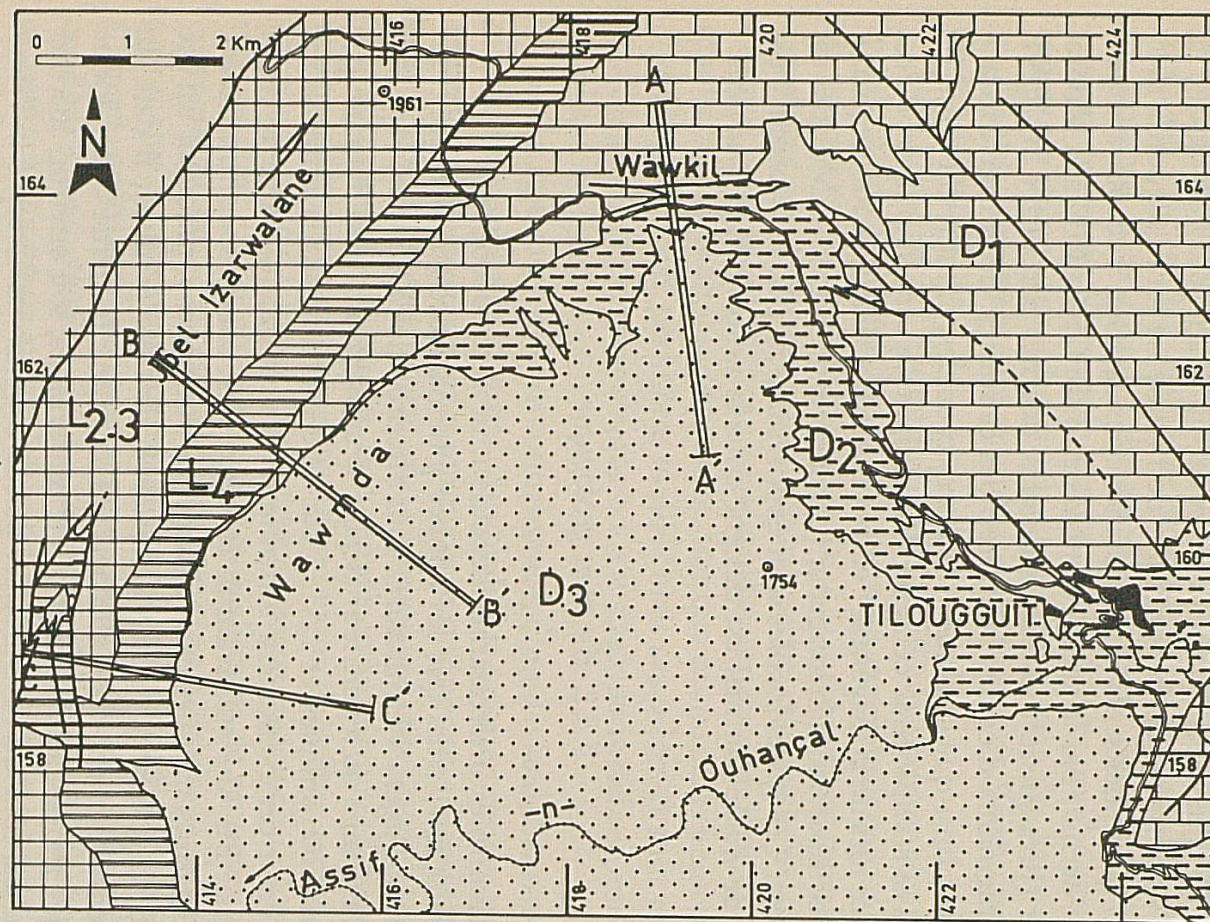 0 1 2 Km
416
418
420
422
424
A
1961
N
Wawkil
164
164
D1
Jbel Izarwalane
B
162
162
L2-3
D2
L4
A'
Wawmda
160
1754
D3
B'
TILOUGGUIT
C
C'
158
Ouhançal
158
-n-
Assif
414
416
418
420
422